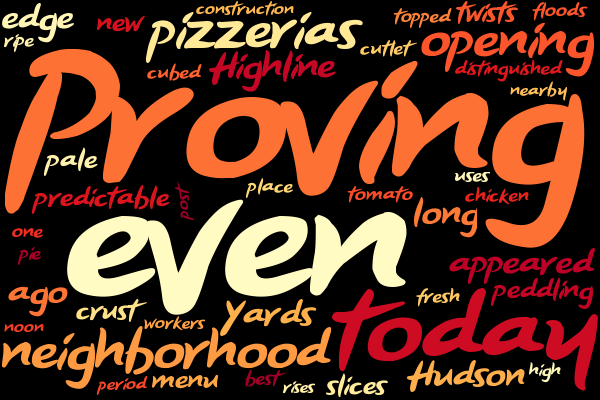 edge
new
construction
topped
twists
floods
ripe
pizzerias
cutlet
opening
cubed
Highline
distinguished
nearby
Proving
pale
place
uses
predictable
post
tomato
chicken
long
one
even
pie
appeared
ago
crust
workers
yards
fresh
peddling
noon
neighborhood
today
period
menu
best
rises
slices
Hudson
high